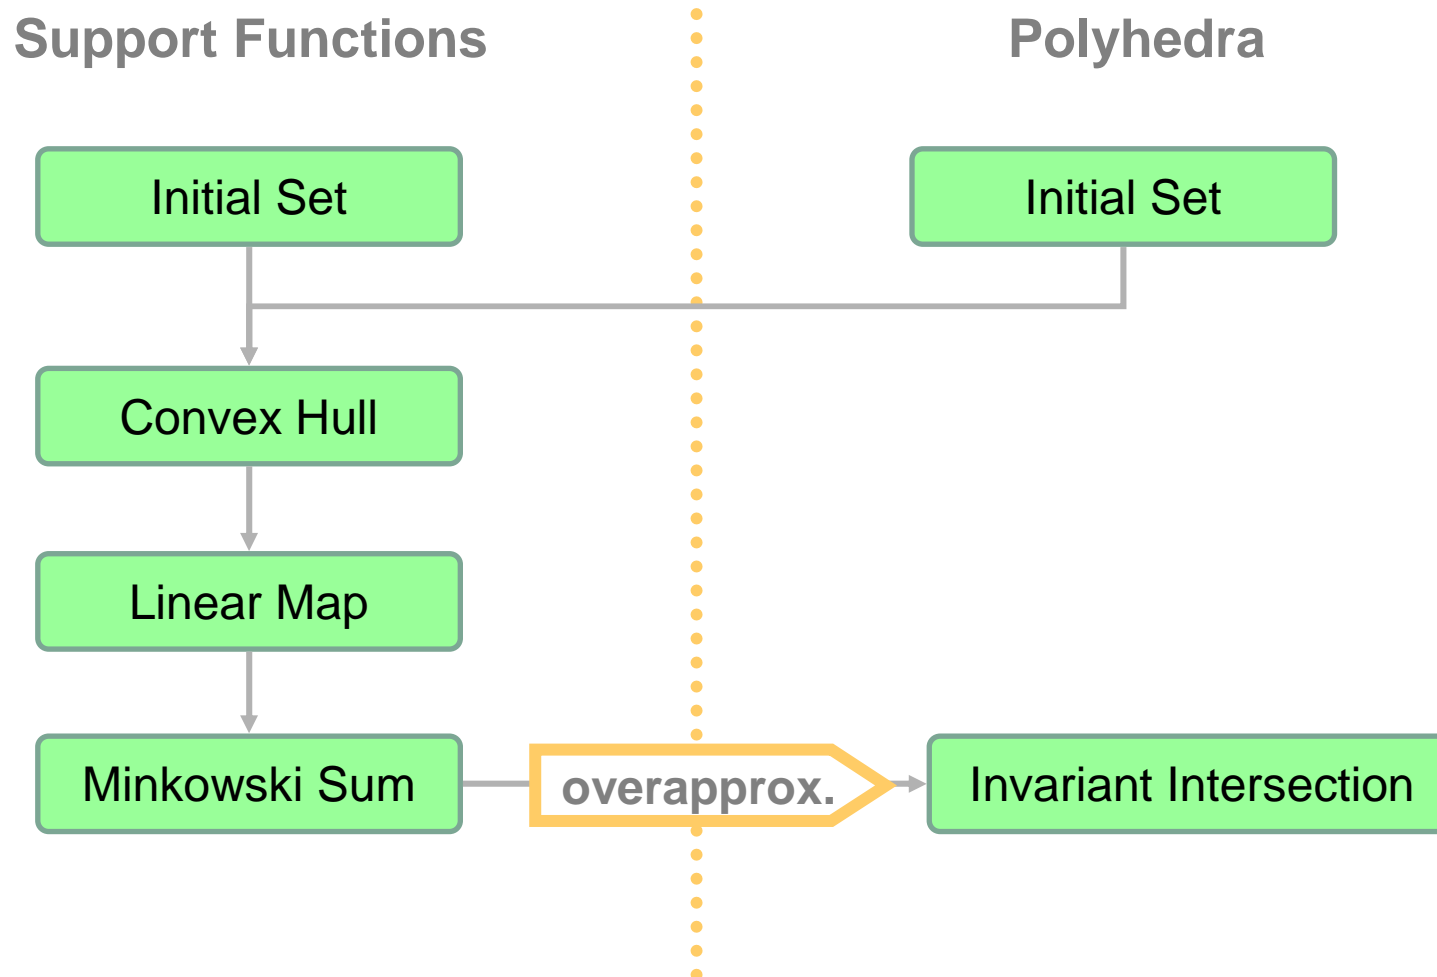 Support Functions
Polyhedra
Initial Set
Initial Set
Convex Hull
Linear Map
Minkowski Sum
overapprox.
Invariant Intersection